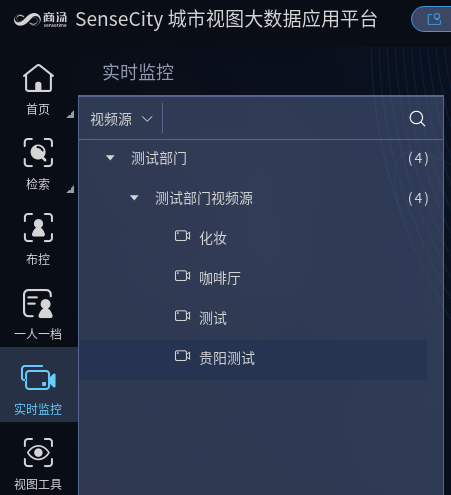 商汤 sensetime SenseCity 城市视图大数据应用平台
首页
检索
布控
一人一档
实时监控
视图工具
实时监控
视频源
测试部门 (4)
测试部门视频源 (4)
化妆
咖啡厅
测试
贵阳测试